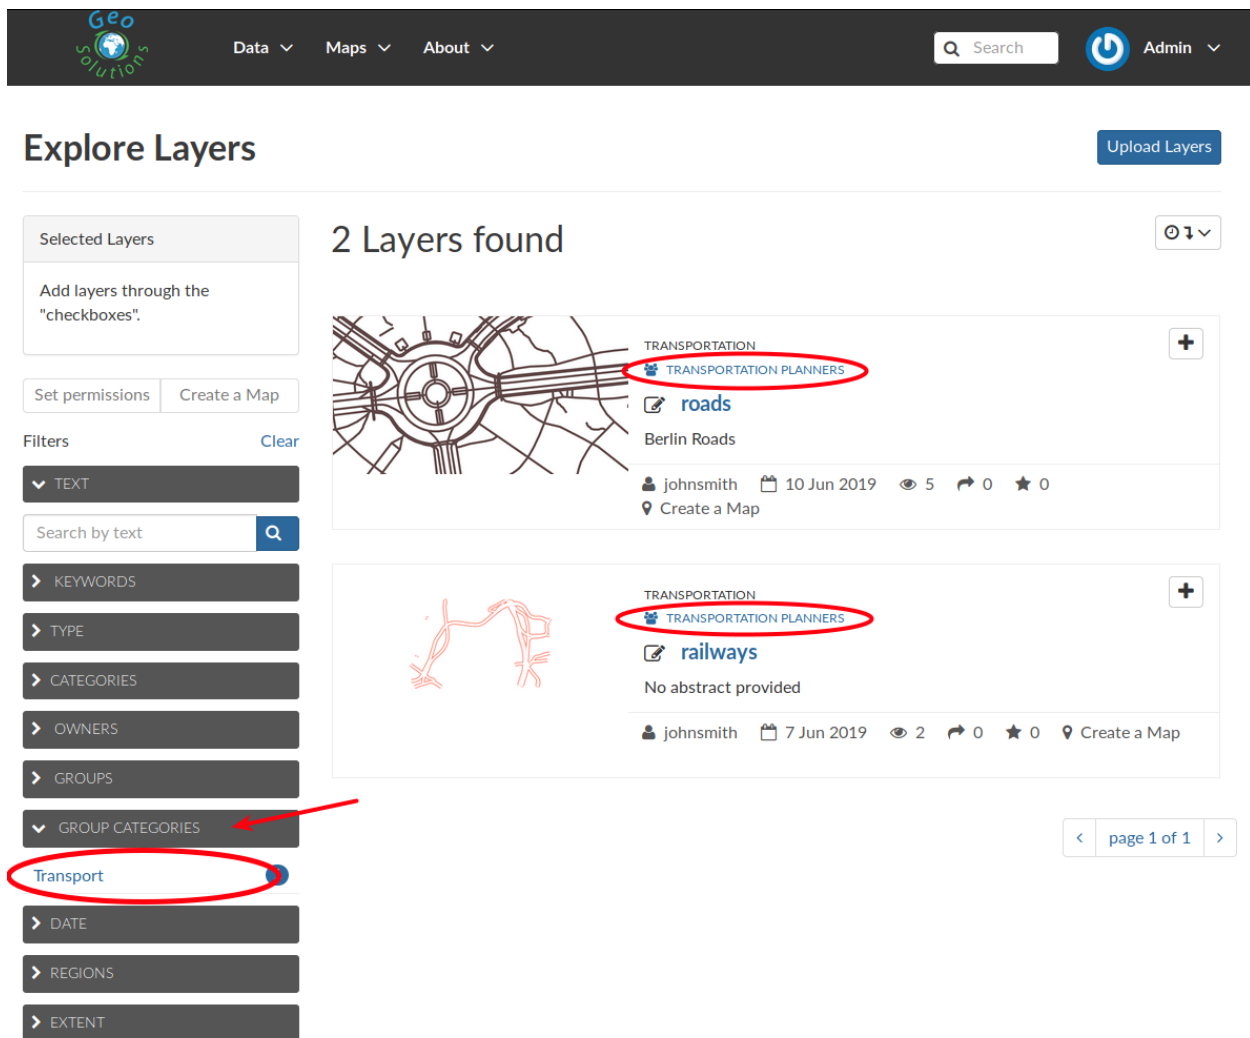 Geo
Solutions
Data
Maps
About
Search
Admin
Explore Layers
Upload Layers
Selected Layers
Add layers through the
"checkboxes".
Set permissions
Create a Map
Filters
Clear
TEXT
Search by text
KEYWORDS
TYPE
CATEGORIES
OWNERS
GROUPS
GROUP CATEGORIES
Transport
DATE
REGIONS
EXTENT
2 Layers found
TRANSPORTATION
TRANSPORTATION PLANNERS
roads
Berlin Roads
johnsmith 10 Jun 2019 5 0 0
Create a Map
TRANSPORTATION
TRANSPORTATION PLANNERS
railways
No abstract provided
johnsmith 7 Jun 2019 2 0 0 Create a Map
page 1 of 1